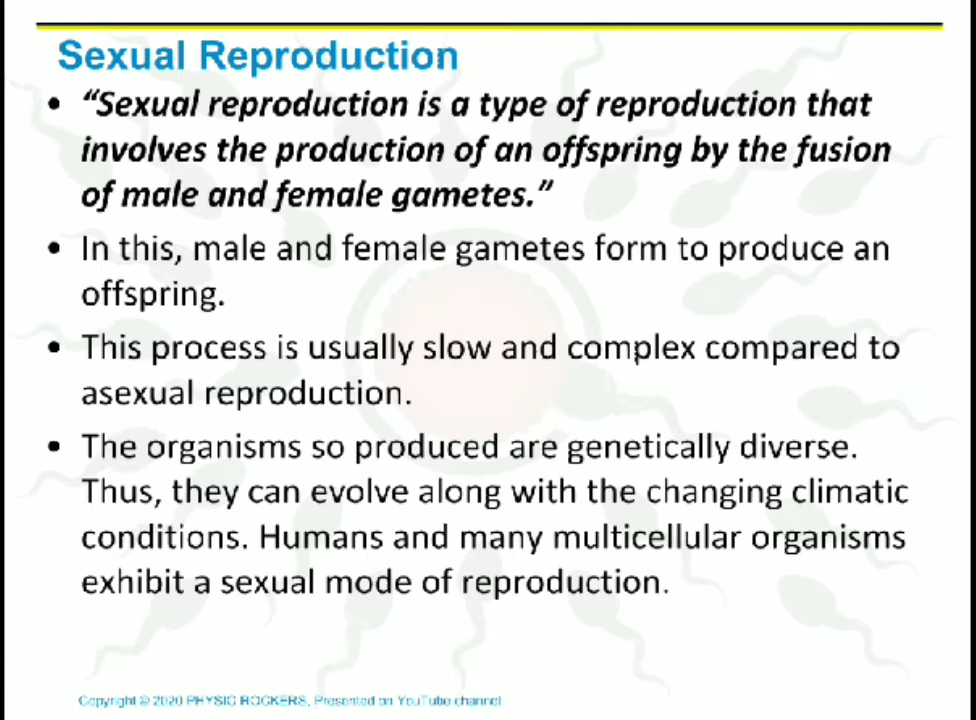 Sexual Reproduction
• “Sexual reproduction is a type of reproduction that
involves the production of an offspring by the fusion
of male and female gametes.”
• In this, male and female gametes form to produce an
offspring.
• This process is usually slow and complex compared to
asexual reproduction.
• The organisms so produced are genetically diverse.
Thus, they can evolve along with the changing climatic
conditions. Humans and many multicellular organisms
exhibit a sexual mode of reproduction.
Copyright © 2020 PHYSIC ROCKERS, Presented on YouTube channel